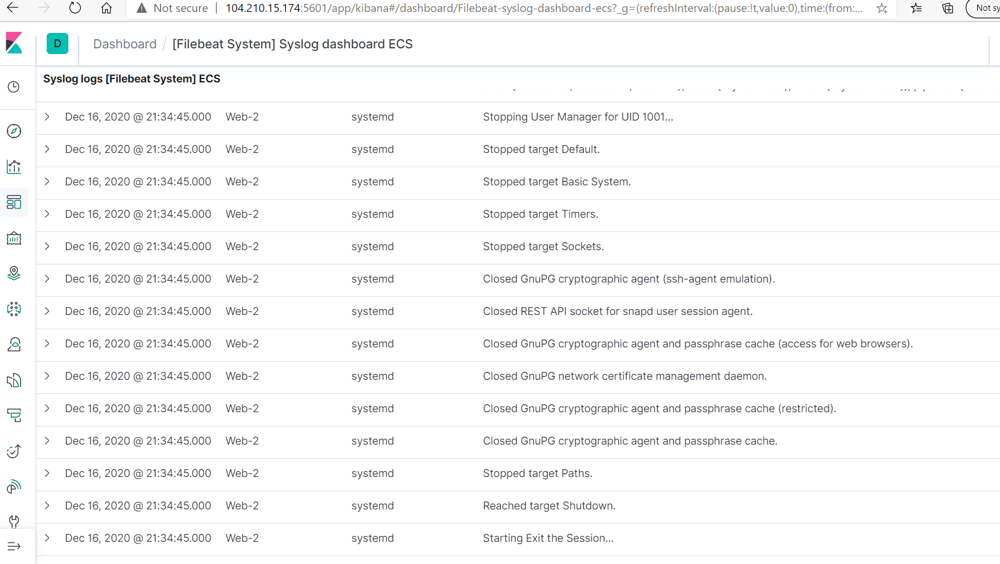 Not secure | 104.210.15.174:5601/app/kibana#/dashboard/Filebeat-syslog-dashboard-ecs?_g=(refreshInterval:(pause:!t,value:0),time:(from:...
Not sy
D Dashboard / [Filebeat System] Syslog dashboard ECS
Syslog logs [Filebeat System] ECS
Dec 16, 2020 @ 21:34:45.000 Web-2 systemd Stopping User Manager for UID 1001...
Dec 16, 2020 @ 21:34:45.000 Web-2 systemd Stopped target Default.
Dec 16, 2020 @ 21:34:45.000 Web-2 systemd Stopped target Basic System.
Dec 16, 2020 @ 21:34:45.000 Web-2 systemd Stopped target Timers.
Dec 16, 2020 @ 21:34:45.000 Web-2 systemd Stopped target Sockets.
Dec 16, 2020 @ 21:34:45.000 Web-2 systemd Closed GnuPG cryptographic agent (ssh-agent emulation).
Dec 16, 2020 @ 21:34:45.000 Web-2 systemd Closed REST API socket for snapd user session agent.
Dec 16, 2020 @ 21:34:45.000 Web-2 systemd Closed GnuPG cryptographic agent and passphrase cache (access for web browsers).
Dec 16, 2020 @ 21:34:45.000 Web-2 systemd Closed GnuPG network certificate management daemon.
Dec 16, 2020 @ 21:34:45.000 Web-2 systemd Closed GnuPG cryptographic agent and passphrase cache (restricted).
Dec 16, 2020 @ 21:34:45.000 Web-2 systemd Closed GnuPG cryptographic agent and passphrase cache.
Dec 16, 2020 @ 21:34:45.000 Web-2 systemd Stopped target Paths.
Dec 16, 2020 @ 21:34:45.000 Web-2 systemd Reached target Shutdown.
Dec 16, 2020 @ 21:34:45.000 Web-2 systemd Starting Exit the Session...